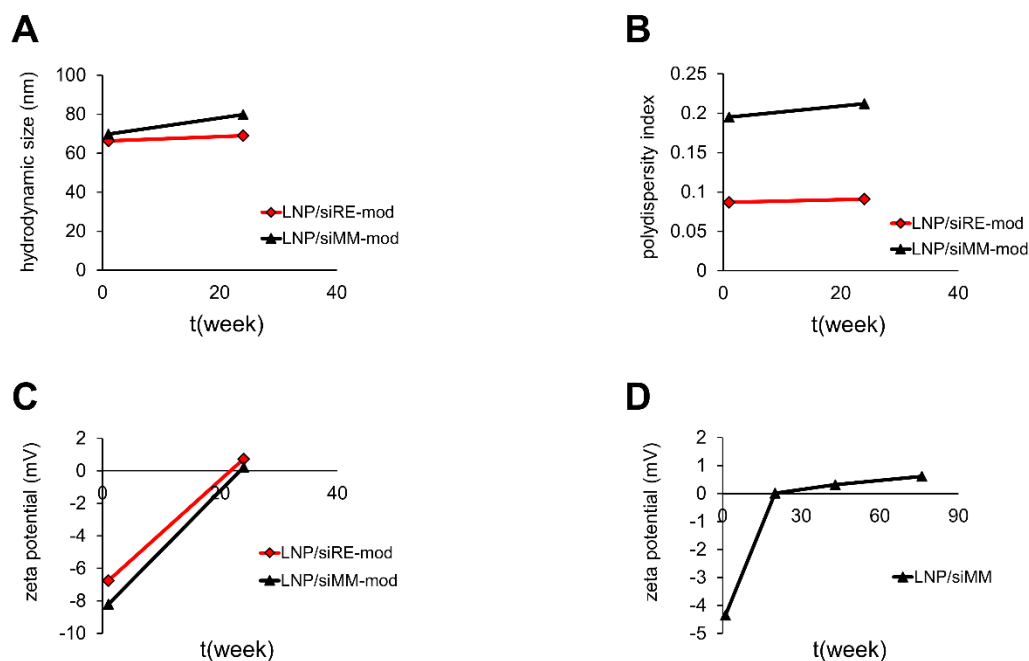 A
hydrodynamic size (nm)
100
80
60
40
20
0
0 20 40
t(week)
LNP/siRE-mod
LNP/siMM-mod
B
polydispersity index
0.25
0.2
0.15
0.1
0.05
0
0 20 40
t(week)
LNP/siRE-mod
LNP/siMM-mod
C
zeta potential (mV)
2
0
-2
-4
-6
-8
-10
0 20 40
t(week)
LNP/siRE-mod
LNP/siMM-mod
D
zeta potential (mV)
2
1
0
-1
-2
-3
-4
-5
0 30 60 90
t(week)
LNP/siMM